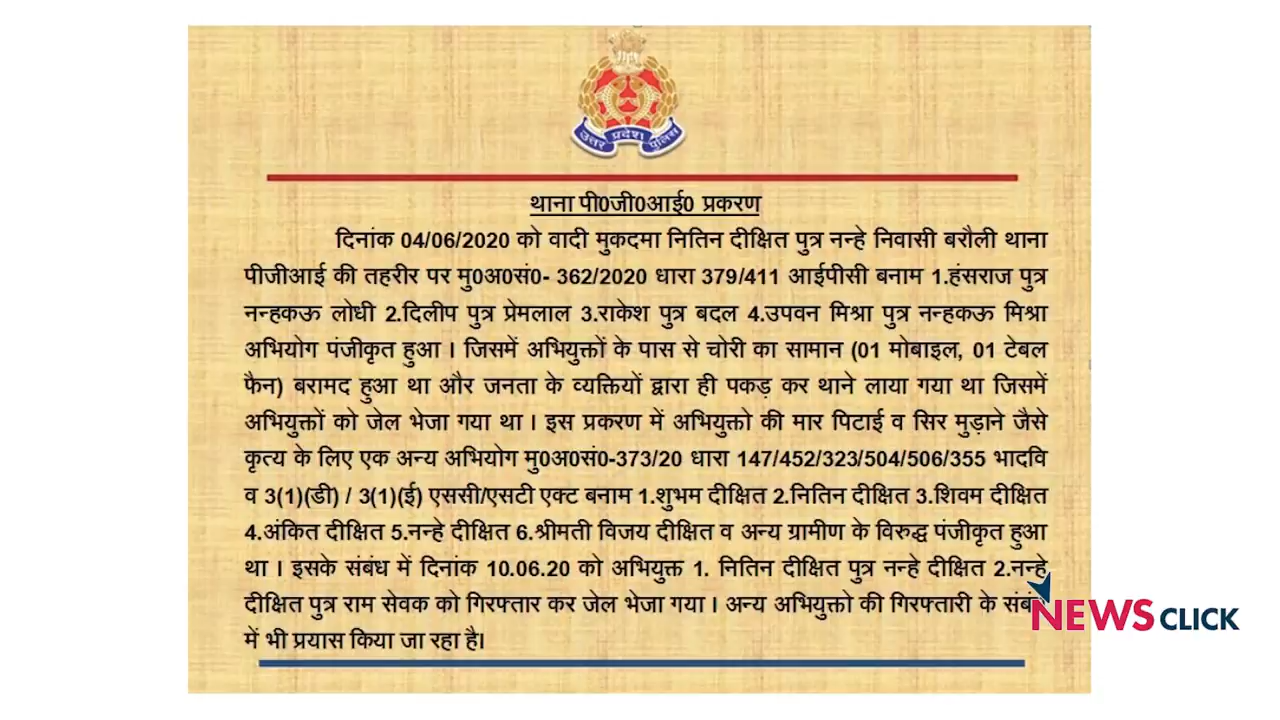 उत्तर प्रदेश पुलिस
थाना पी0जी0आई0 प्रकरण
दिनांक 04/06/2020 को वादी मुकदमा नितिन दीक्षित पुत्र नन्हे निवासी बरौली थाना
पीजीआई की तहरीर पर मु0अ0सं0- 362/2020 धारा 379/411 आईपीसी बनाम 1.हंसराज पुत्र
नन्हकऊ लोधी 2.दिलीप पुत्र प्रेमलाल 3.राकेश पुत्र बदल 4.उपवन मिश्रा पुत्र नन्हकऊ मिश्रा
अभियोग पंजीकृत हुआ । जिसमें अभियुक्तों के पास से चोरी का सामान (01 मोबाइल, 01 टेबल
फैन) बरामद हुआ था और जनता के व्यक्तियों द्वारा ही पकड़ कर थाने लाया गया था जिसमें
अभियुक्तों को जेल भेजा गया था । इस प्रकरण में अभियुक्तो की मार पिटाई व सिर मुड़ाने जैसे
कृत्य के लिए एक अन्य अभियोग मु0अ0सं0-373/20 धारा 147/452/323/504/506/355 भादवि
व 3(1)(डी) / 3(1)(ई) एससी/एसटी एक्ट बनाम 1.शुभम दीक्षित 2.नितिन दीक्षित 3.शिवम दीक्षित
4.अंकित दीक्षित 5.नन्हे दीक्षित 6.श्रीमती विजय दीक्षित व अन्य ग्रामीण के विरुद्ध पंजीकृत हुआ
था । इसके संबंध में दिनांक 10.06.20 को अभियुक्त 1. नितिन दीक्षित पुत्र नन्हे दीक्षित 2.नन्हे
दीक्षित पुत्र राम सेवक को गिरफ्तार कर जेल भेजा गया । अन्य अभियुक्तो की गिरफ्तारी के संबंध
में भी प्रयास किया जा रहा है।
NEWS CLICK